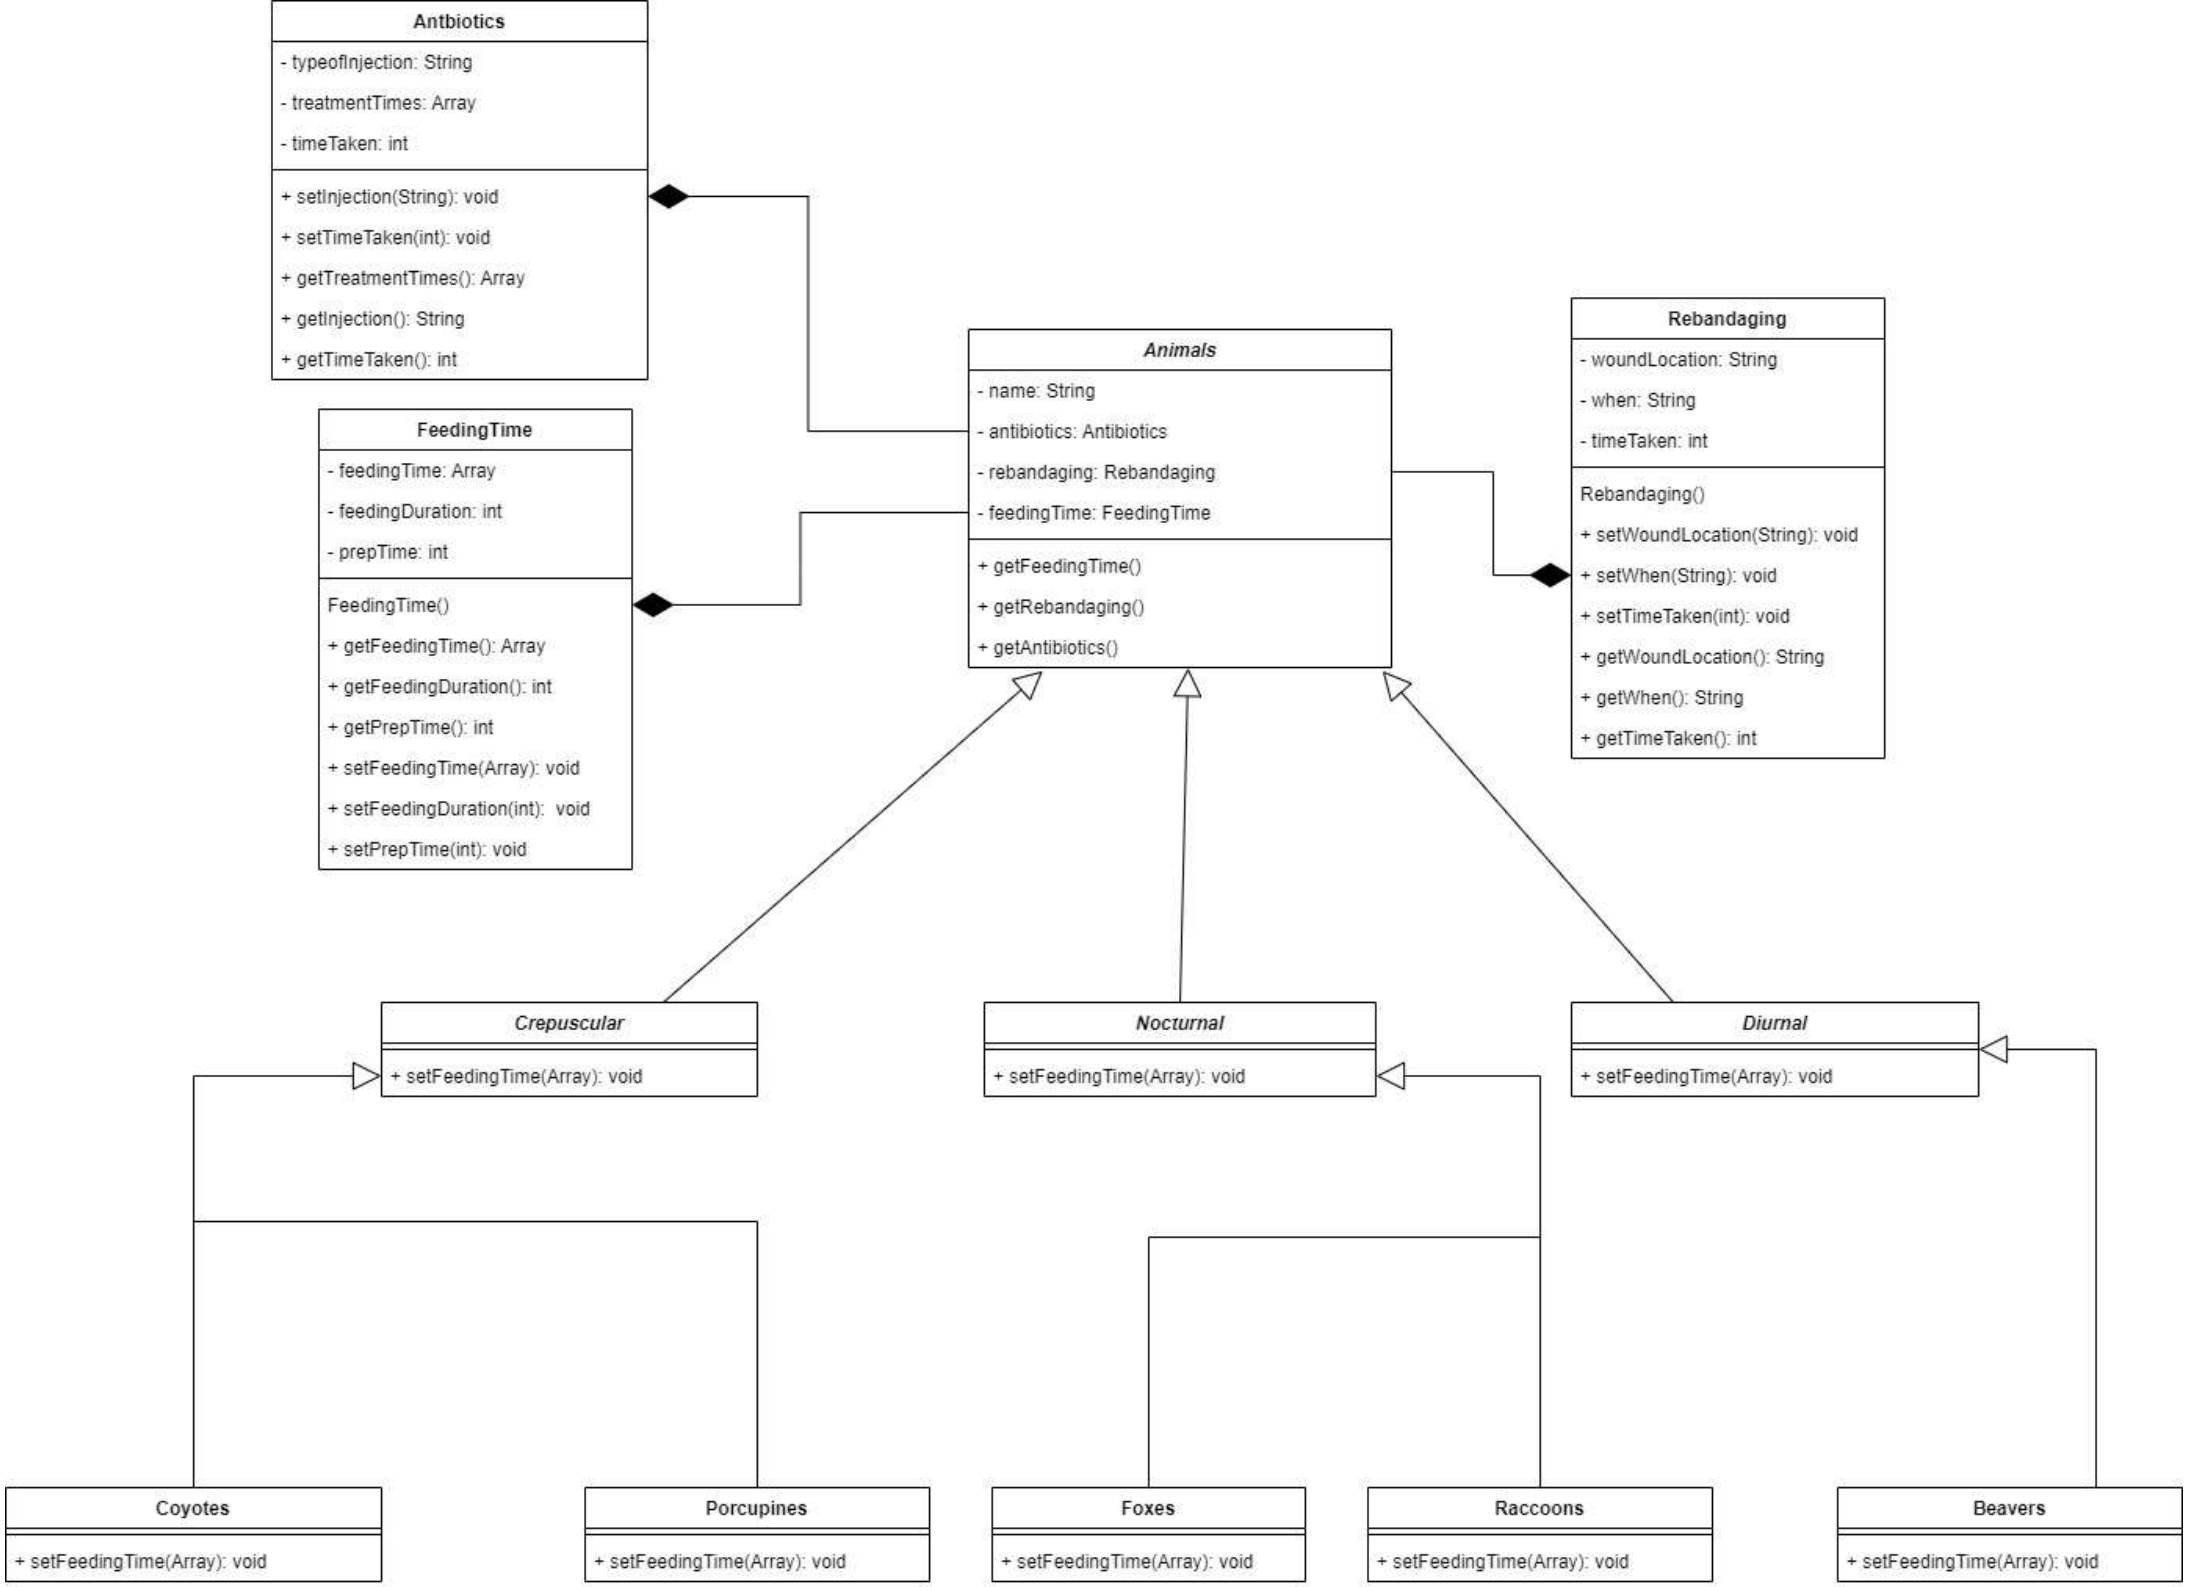 Antbiotics
- typeofInjection: String
- treatmentTimes: Array
- timeTaken: int
+ setInjection(String): void
+ setTimeTaken(int): void
+ getTreatmentTimes(): Array
+ getInjection(): String
+ getTimeTaken(): int
FeedingTime
- feedingTime: Array
- feedingDuration: int
- prepTime: int
FeedingTime()
+ getFeedingTime(): Array
+ getFeedingDuration(): int
+ getPrepTime(): int
+ setFeedingTime(Array): void
+ setFeedingDuration(int): void
+ setPrepTime(int): void
Animals
- name: String
- antibiotics: Antibiotics
- rebandaging: Rebandaging
- feedingTime: FeedingTime
+ getFeedingTime()
+ getRebandaging()
+ getAntibiotics()
Rebandaging
- woundLocation: String
- when: String
- timeTaken: int
Rebandaging()
+ setWoundLocation(String): void
+ setWhen(String): void
+ setTimeTaken(int): void
+ getWoundLocation(): String
+ getWhen(): String
+ getTimeTaken(): int
Crepuscular
+ setFeedingTime(Array): void
Nocturnal
+ setFeedingTime(Array): void
Diurnal
+ setFeedingTime(Array): void
Coyotes
+ setFeedingTime(Array): void
Porcupines
+ setFeedingTime(Array): void
Foxes
+ setFeedingTime(Array): void
Raccoons
+ setFeedingTime(Array): void
Beavers
+ setFeedingTime(Array): void